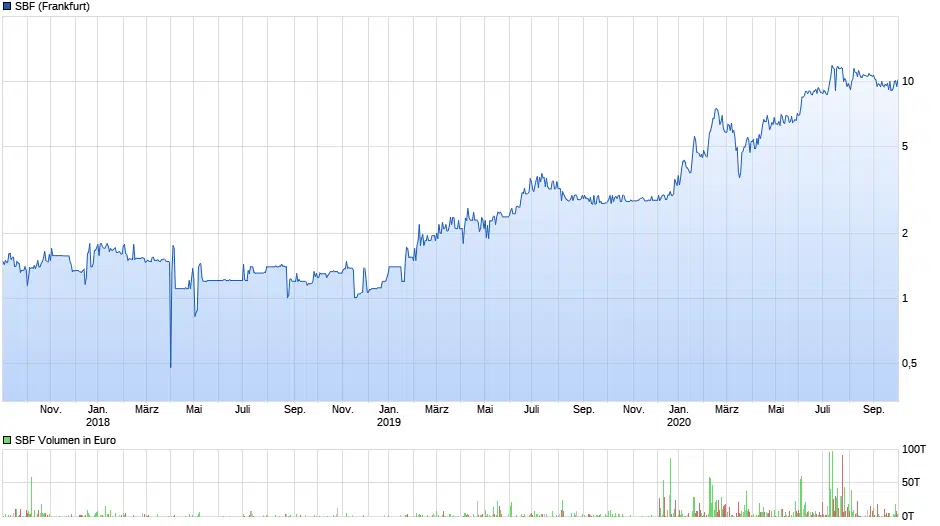 SBF (Frankfurt)
10
5
2
1
0,5
Nov. Jan. März Mai Juli Sep. Nov. Jan. März Mai Juli Sep. Nov. Jan. März Mai Juli Sep.
2018 2019 2020
SBF Volumen in Euro
100T
50T
0T